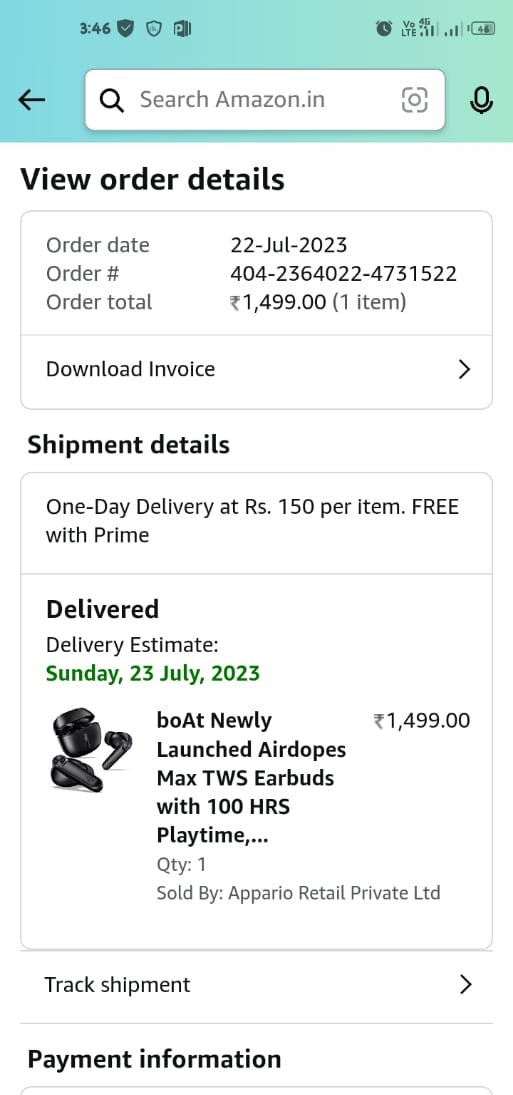 3:46
Vo LTE 4G 46
Search Amazon.in
View order details
Order date 22-Jul-2023
Order # 404-2364022-4731522
Order total ₹1,499.00 (1 item)
Download Invoice
Shipment details
One-Day Delivery at Rs. 150 per item. FREE
with Prime
Delivered
Delivery Estimate:
Sunday, 23 July, 2023
boAt Newly ₹1,499.00
Launched Airdopes
Max TWS Earbuds
with 100 HRS
Playtime,...
Qty: 1
Sold By: Appario Retail Private Ltd
Track shipment
Payment information